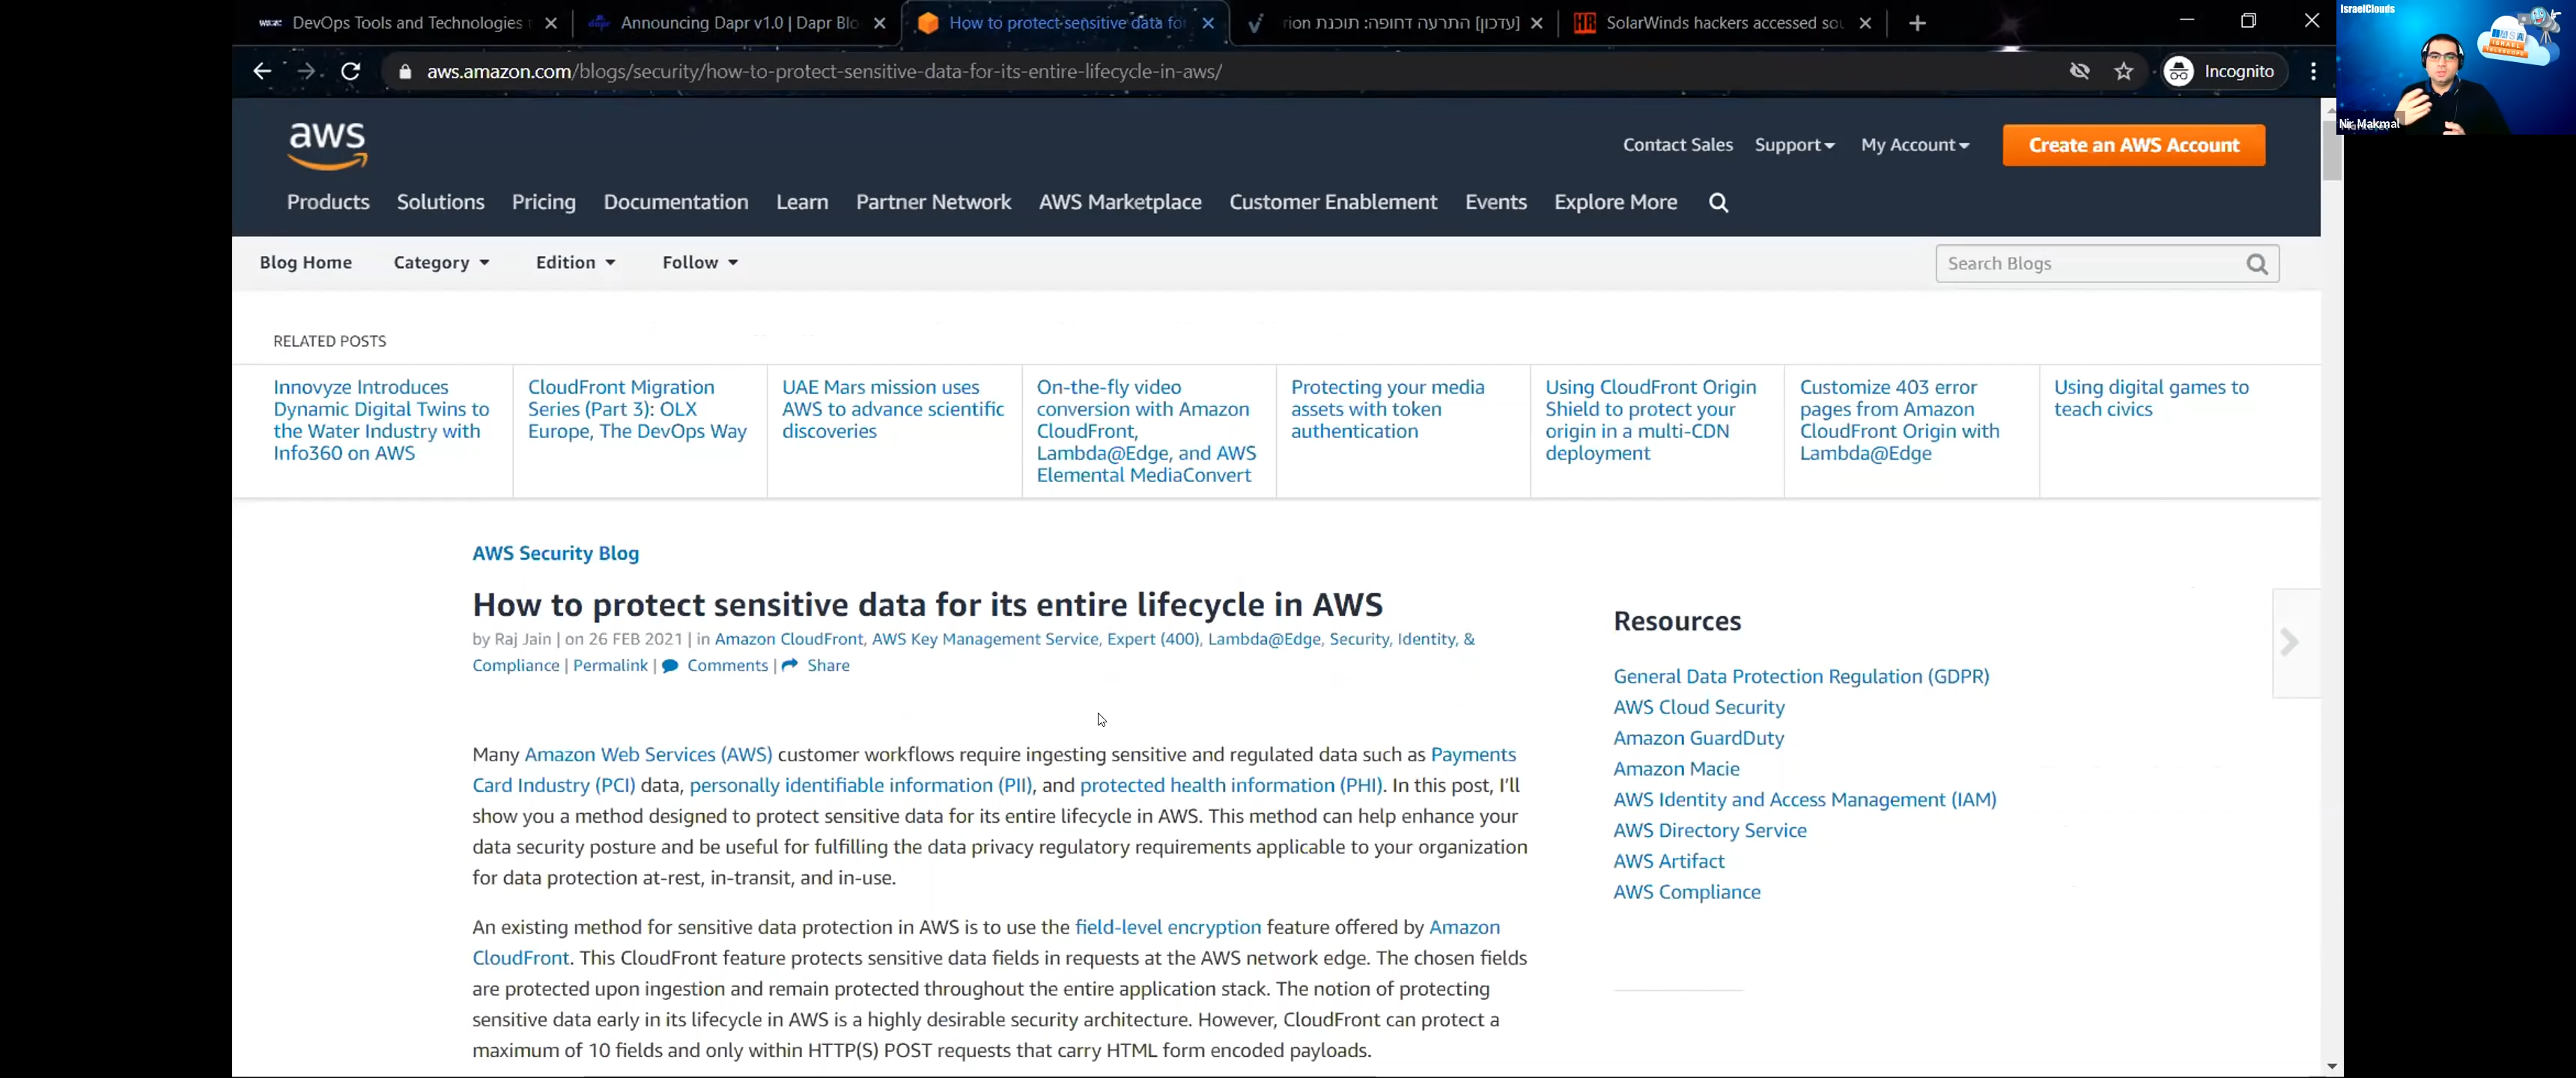 DevOps Tools and Technologies
Announcing Dapr v1.0 | Dapr Blo
How to protect sensitive data fo
[עדכון] התרעה דחופה: תוכנת rion
SolarWinds hackers accessed sou
aws.amazon.com/blogs/security/how-to-protect-sensitive-data-for-its-entire-lifecycle-in-aws/
Incognito
IsraelClouds
Nir Makmal
aws
Contact Sales Support My Account Create an AWS Account
Products Solutions Pricing Documentation Learn Partner Network AWS Marketplace Customer Enablement Events Explore More
Blog Home Category Edition Follow Search Blogs
RELATED POSTS
Innovyze Introduces
Dynamic Digital Twins to
the Water Industry with
Info360 on AWS
CloudFront Migration
Series (Part 3): OLX
Europe, The DevOps Way
UAE Mars mission uses
AWS to advance scientific
discoveries
On-the-fly video
conversion with Amazon
CloudFront,
Lambda@Edge, and AWS
Elemental MediaConvert
Protecting your media
assets with token
authentication
Using CloudFront Origin
Shield to protect your
origin in a multi-CDN
deployment
Customize 403 error
pages from Amazon
CloudFront Origin with
Lambda@Edge
Using digital games to
teach civics
AWS Security Blog
How to protect sensitive data for its entire lifecycle in AWS
by Raj Jain | on 26 FEB 2021 | in Amazon CloudFront, AWS Key Management Service, Expert (400), Lambda@Edge, Security, Identity, &
Compliance | Permalink | Comments | Share
Many Amazon Web Services (AWS) customer workflows require ingesting sensitive and regulated data such as Payments
Card Industry (PCI) data, personally identifiable information (PII), and protected health information (PHI). In this post, I'll
show you a method designed to protect sensitive data for its entire lifecycle in AWS. This method can help enhance your
data security posture and be useful for fulfilling the data privacy regulatory requirements applicable to your organization
for data protection at-rest, in-transit, and in-use.
An existing method for sensitive data protection in AWS is to use the field-level encryption feature offered by Amazon
CloudFront. This CloudFront feature protects sensitive data fields in requests at the AWS network edge. The chosen fields
are protected upon ingestion and remain protected throughout the entire application stack. The notion of protecting
sensitive data early in its lifecycle in AWS is a highly desirable security architecture. However, CloudFront can protect a
maximum of 10 fields and only within HTTP(S) POST requests that carry HTML form encoded payloads.
Resources
General Data Protection Regulation (GDPR)
AWS Cloud Security
Amazon GuardDuty
Amazon Macie
AWS Identity and Access Management (IAM)
AWS Directory Service
AWS Artifact
AWS Compliance